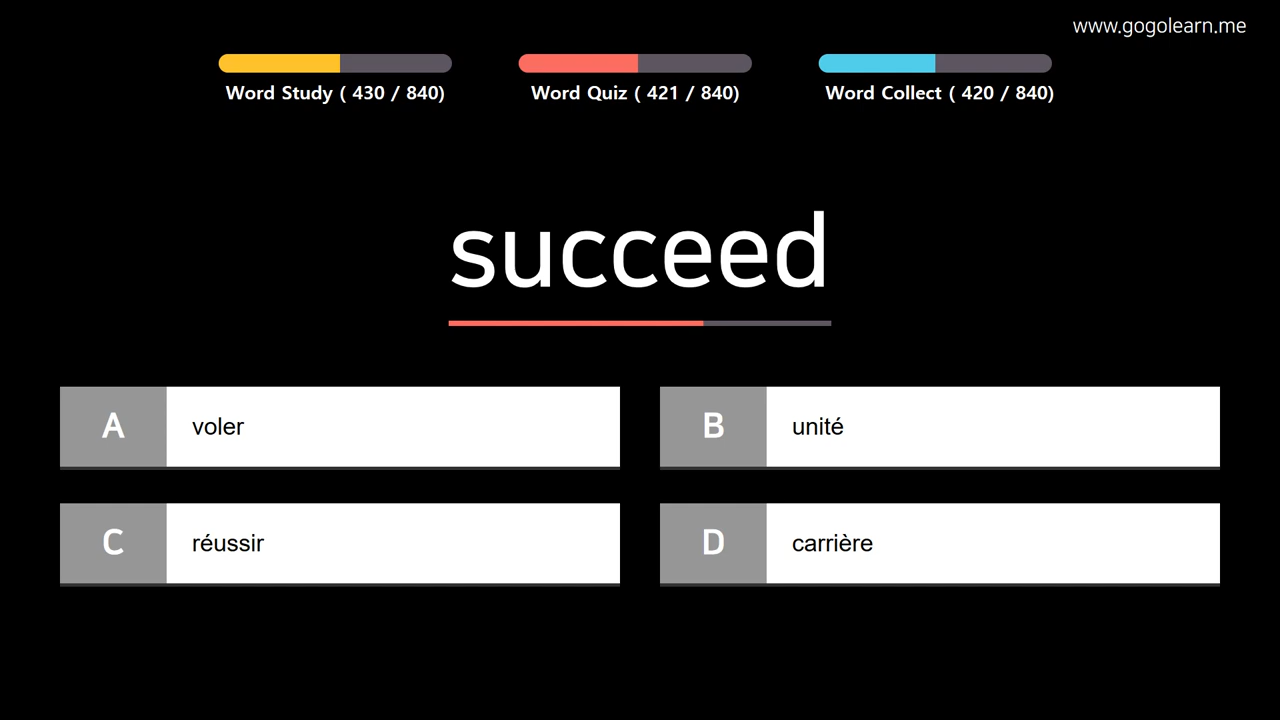 www.gogolearn.me
Word Study ( 430 / 840)
Word Quiz ( 421 / 840)
Word Collect ( 420 / 840)
succeed
A voler
B unité
C réussir
D carrière